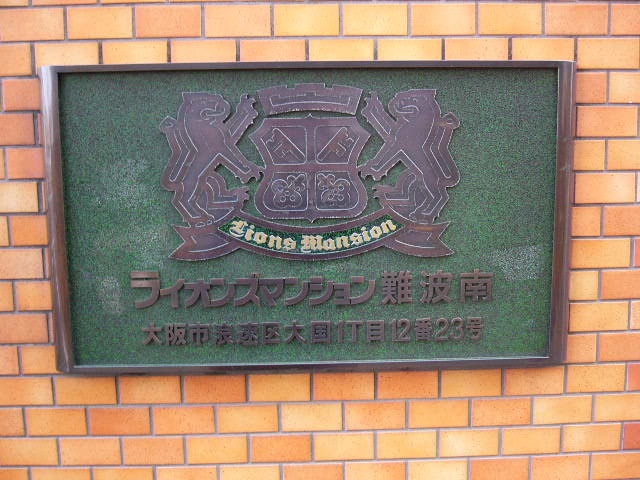 Lions Mansion
ライオンズマンション難波南
大阪市浪速区大国1丁目12番23号